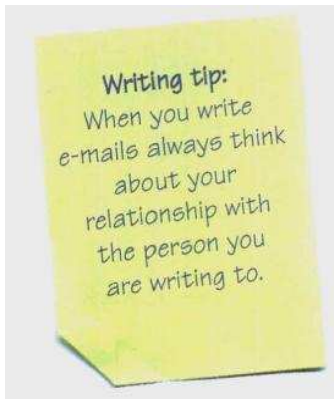 Writing tip:
When you write
e-mails always think
about your
relationship with
the person you
are writing to.